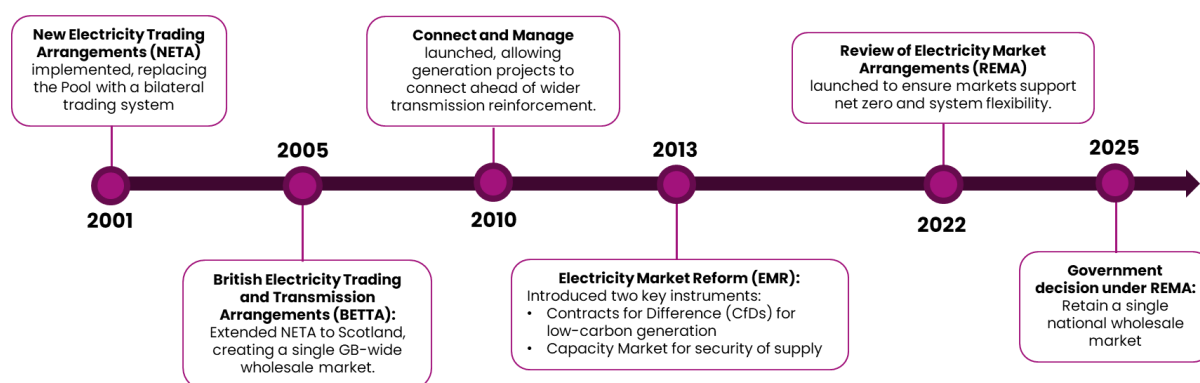 New Electricity Trading
Arrangements (NETA)
implemented, replacing
the Pool with a bilateral
trading system
2001
2005
British Electricity Trading
and Transmission
Arrangements (BETTA):
Extended NETA to Scotland,
creating a single GB-wide
wholesale market.
Connect and Manage
launched, allowing
generation projects to
connect ahead of wider
transmission reinforcement.
2010
2013
Electricity Market Reform (EMR):
Introduced two key instruments:
• Contracts for Difference (CfDs) for
low-carbon generation
• Capacity Market for security of supply
Review of Electricity Market
Arrangements (REMA)
launched to ensure markets support
net zero and system flexibility.
2022
2025
Government
decision under REMA:
Retain a single
national wholesale
market